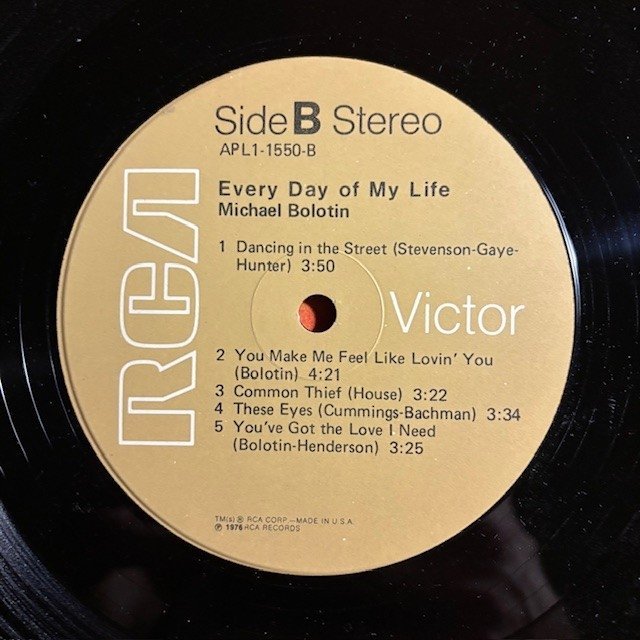 Side B Stereo
APL1-1550-B
Every Day of My Life
Michael Bolotin
1 Dancing in the Street (Stevenson-Gaye-
Hunter) 3:50
RCA
Victor
2 You Make Me Feel Like Lovin' You
(Bolotin) 4:21
3 Common Thief (House) 3:22
4 These Eyes (Cummings-Bachman) 3:34
5 You've Got the Love I Need
(Bolotin-Henderson) 3:25
TM(s) ® RCA CORP.—MADE IN U.S.A.
℗ 1976 RCA RECORDS